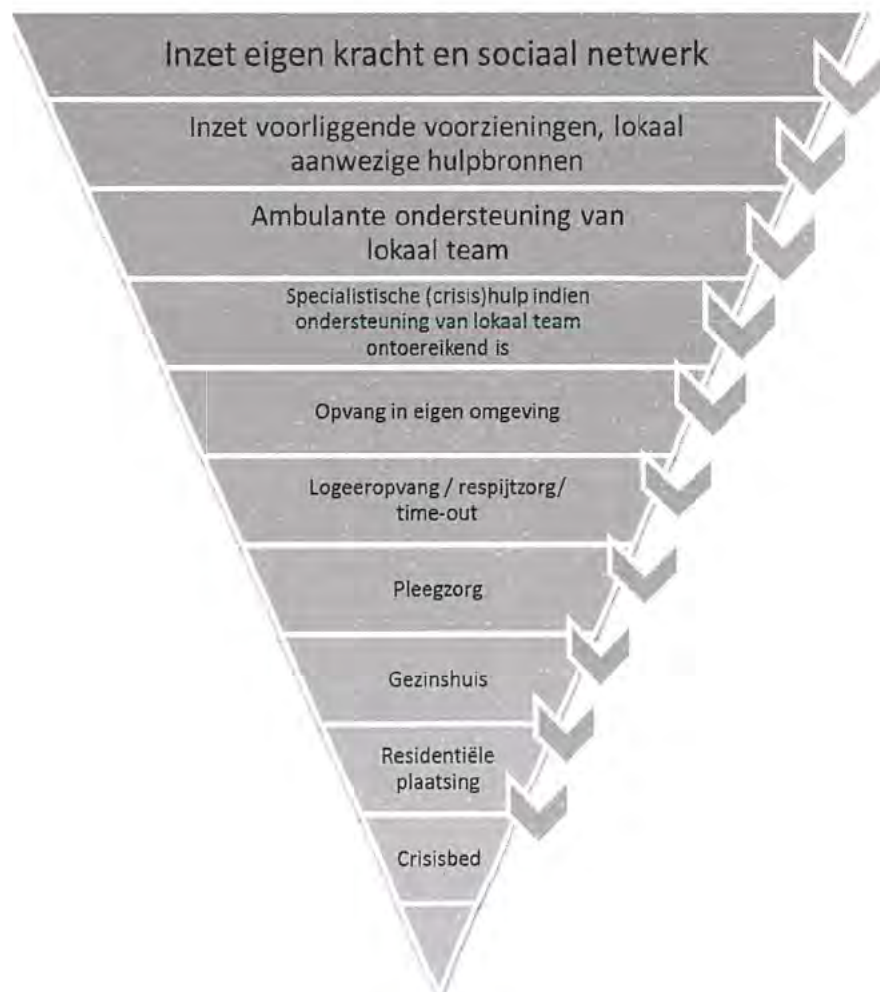 Inzet eigen kracht en sociaal netwerk
Inzet voorliggende voorzieningen, lokaal
aanwezige hulpbronnen
Ambulante ondersteuning van
lokaal team
Specialistische (crisis)hulp indien
ondersteuning van lokaal team
ontoereikend is
Opvang in eigen omgeving
Logeeropvang / respijtzorg/
time-out
Pleegzorg
Gezinshuis
Residentiële
plaatsing
Crisisbed